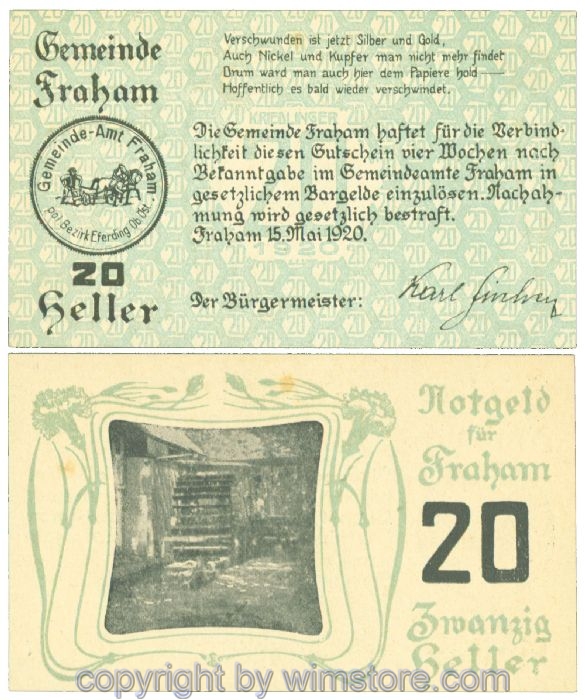 Gemeinde
Fraham
Verschwunden ist jetzt Silber und Gold,
Auch Nickel und Kupfer man nicht mehr findet
Drum ward man auch hier dem Papiere hold —
Hoffentlich es bald wieder verschwindet.
Gemeinde-Amt Fraham,
pol. Bezirk Eferding Ob. Öst.
Die Gemeinde Fraham haftet für die Verbind-
lichkeit diesen Gutschein vier Wochen nach
Bekanntgabe im Gemeindeamte Fraham in
gesetzlichem Bargelde einzulösen. Nachah-
mung wird gesetzlich bestraft.
Fraham 15. Mai 1920.
20
Heller
Der Bürgermeister:
Notgeld
für
Fraham
20
Zwanzig
Heller
copyright by wimstore.com